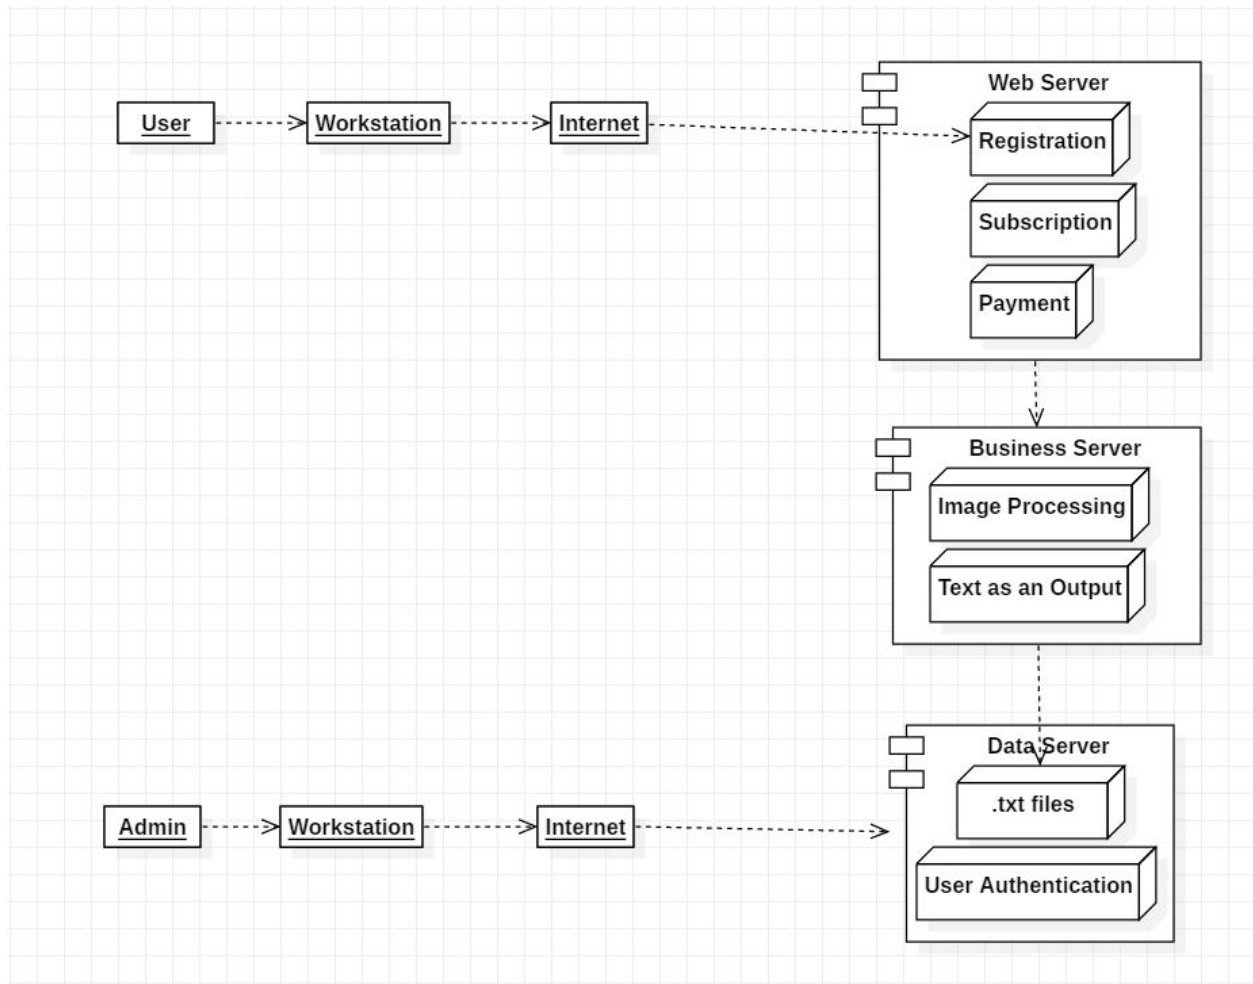 Web Server
User
Workstation
Internet
Registration
Subscription
Payment
Business Server
Image Processing
Text as an Output
Data Server
.txt files
Admin
Workstation
Internet
User Authentication